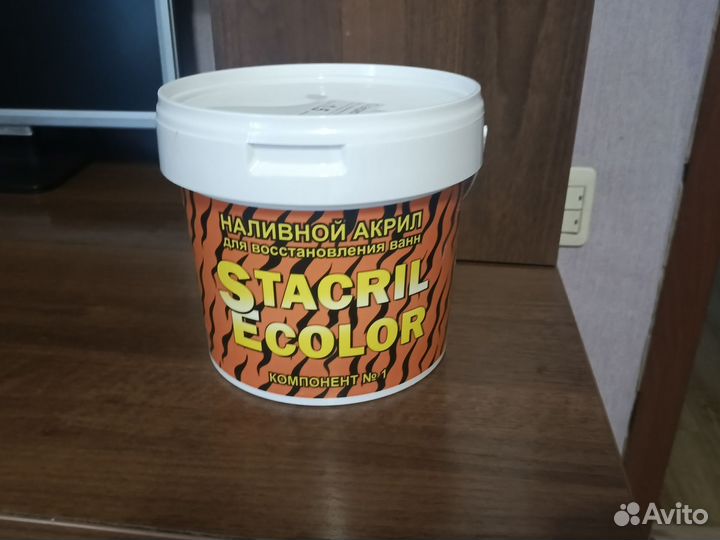 НАЛИВНОЙ АКРИЛ
ДЛЯ ВОССТАНОВЛЕНИЯ ВАНН
STACRIL
ECOLOR
КОМПОНЕНТ № 1
Avito